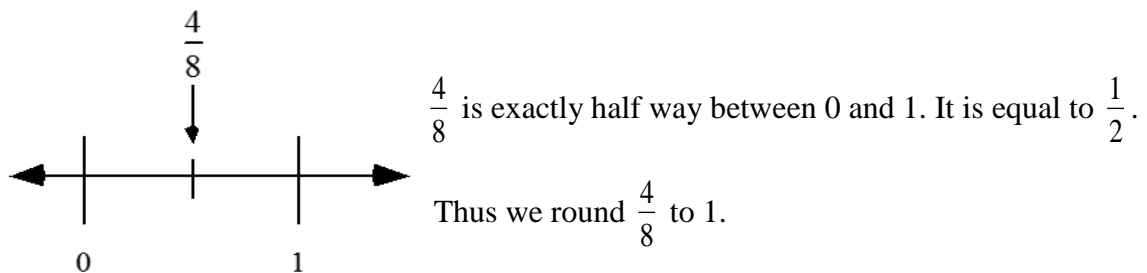 4/8
4/8 is exactly half way between 0 and 1. It is equal to 1/2.
Thus we round 4/8 to 1.
0 1